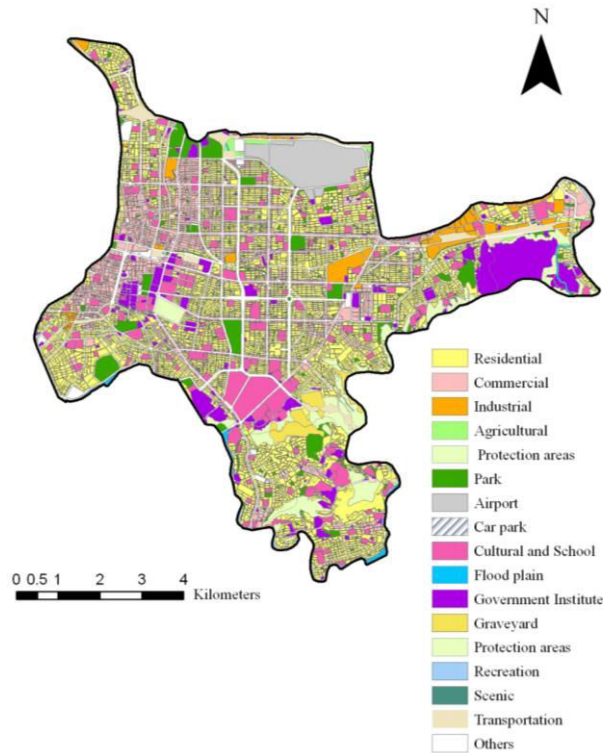 N
Residential
Commercial
Industrial
Agricultural
Protection areas
Park
Airport
Car park
Cultural and School
Flood plain
Government Institute
Graveyard
Protection areas
Recreation
Scenic
Transportation
Others
0 0.5 1 2 3 4
Kilometers